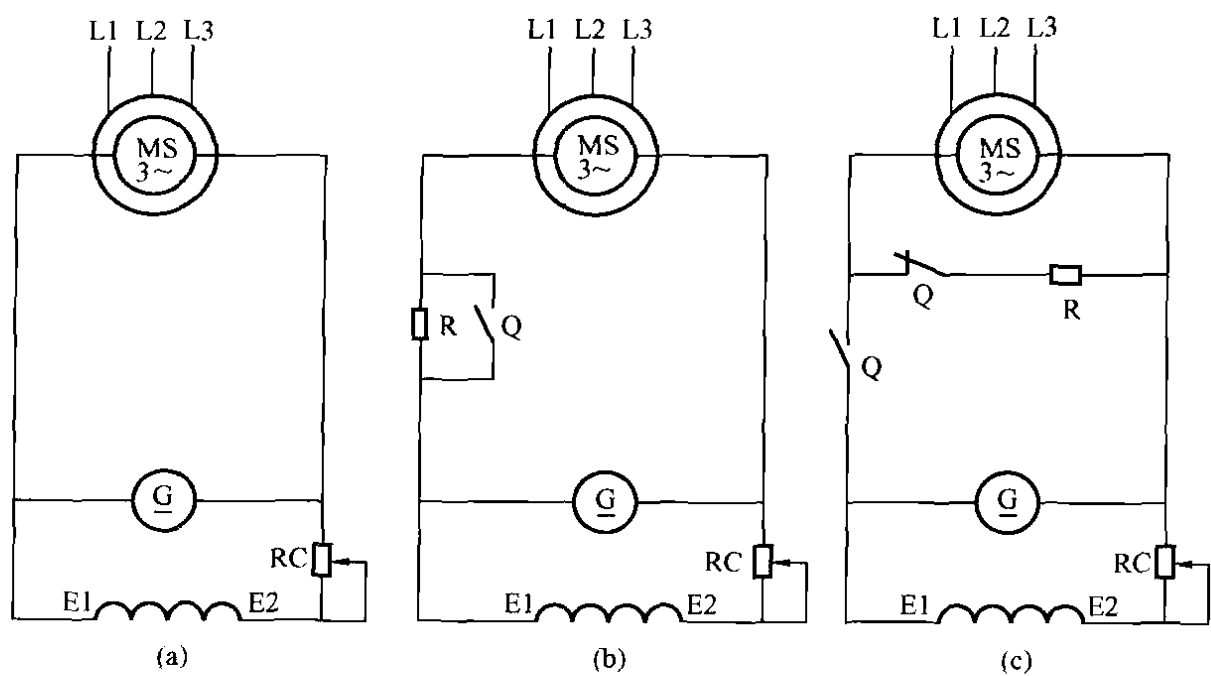 L1 L2 L3
MS
3~
G
RC
E1 E2
(a)
L1 L2 L3
MS
3~
R Q
G
RC
E1 E2
(b)
L1 L2 L3
MS
3~
Q R
Q
G
RC
E1 E2
(c)